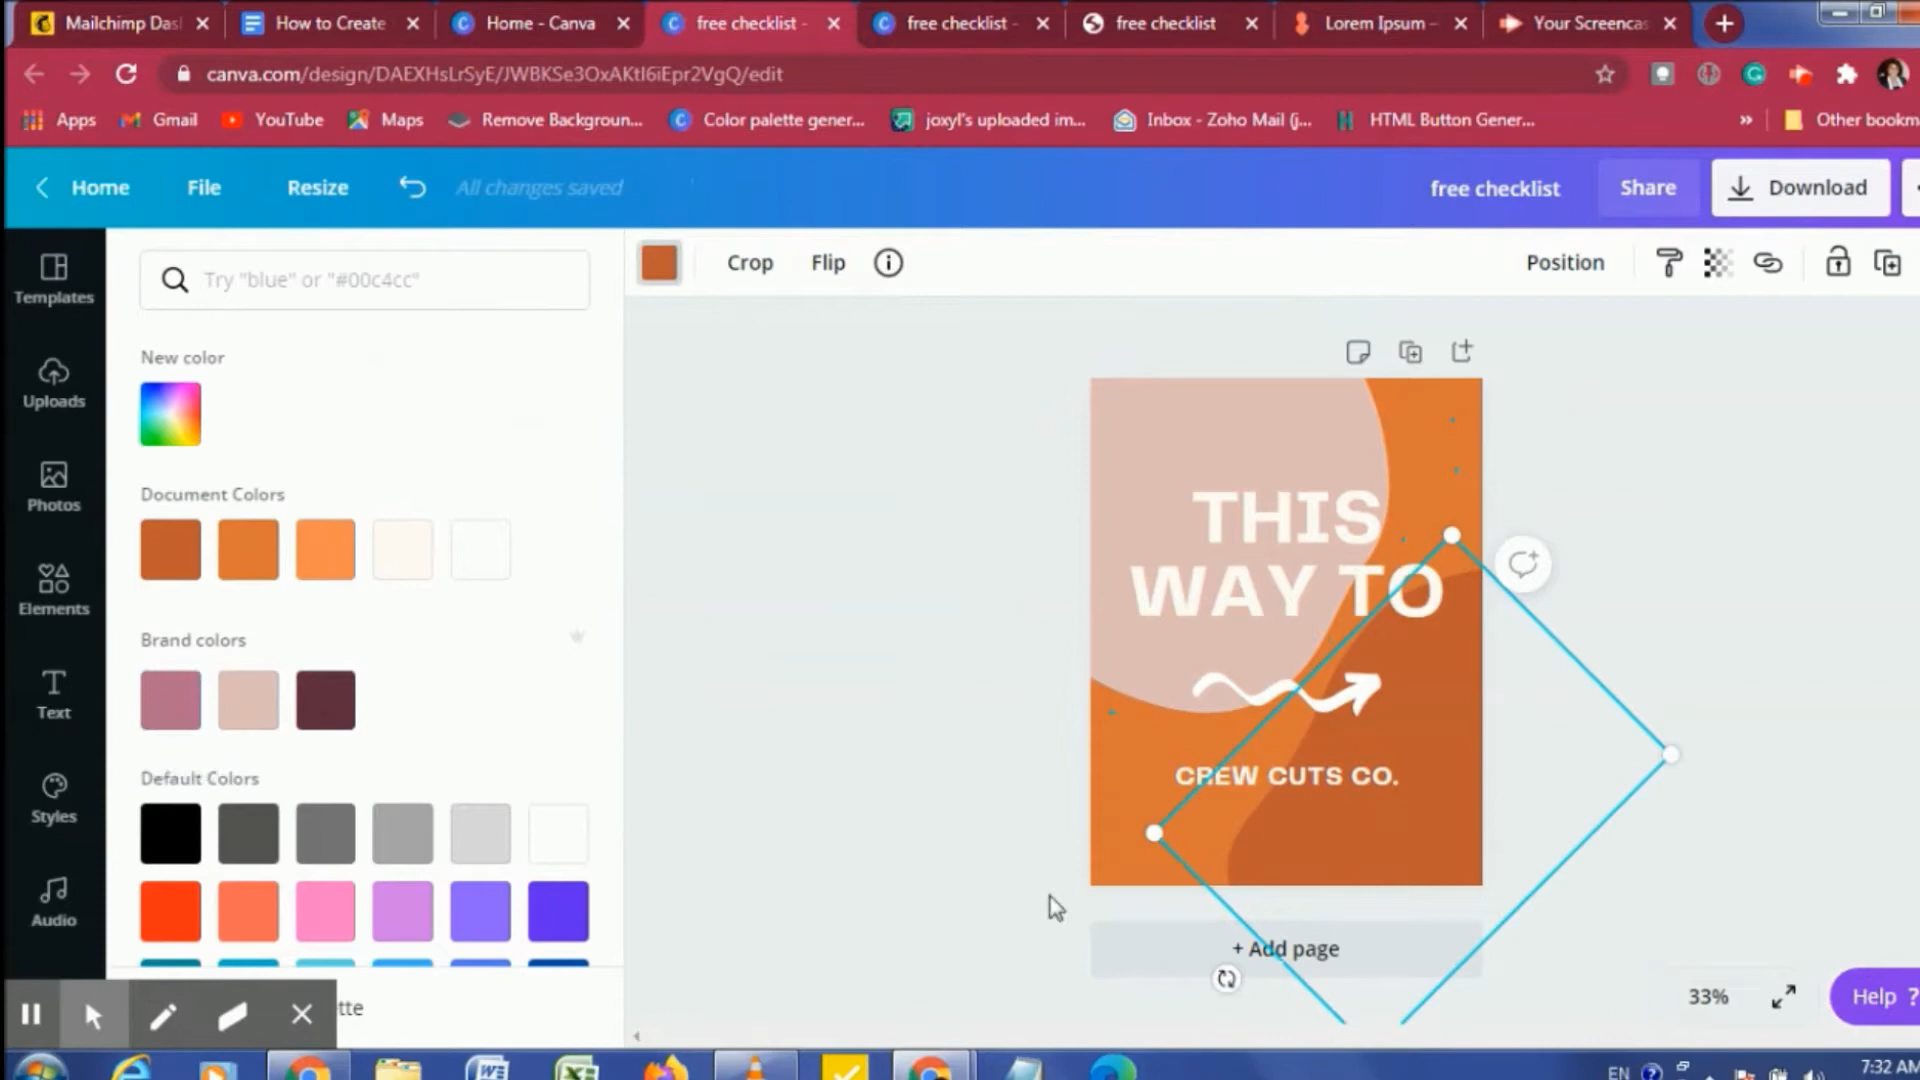 Mailchimp Das
How to Create
Home - Canva
free checklist -
free checklist -
free checklist
Lorem Ipsum –
Your Screencas
canva.com/design/DAEXHsLrSyE/JWBKSe3OxAKtl6iEpr2VgQ/edit
Apps
Gmail
YouTube
Maps
Remove Backgroun...
Color palette gener...
joxyl's uploaded im...
Inbox - Zoho Mail (j...
HTML Button Gener...
»
Other bookm
Home
File
Resize
All changes saved
free checklist
Share
Download
Crop
Flip
Position
Templates
Uploads
Photos
Elements
Text
Styles
Audio
Try "blue" or "#00c4cc"
New color
Document Colors
Brand colors
Default Colors
tte
THIS
WAY TO
CREW CUTS CO.
+ Add page
33%
Help ?
EN
7:32 AM